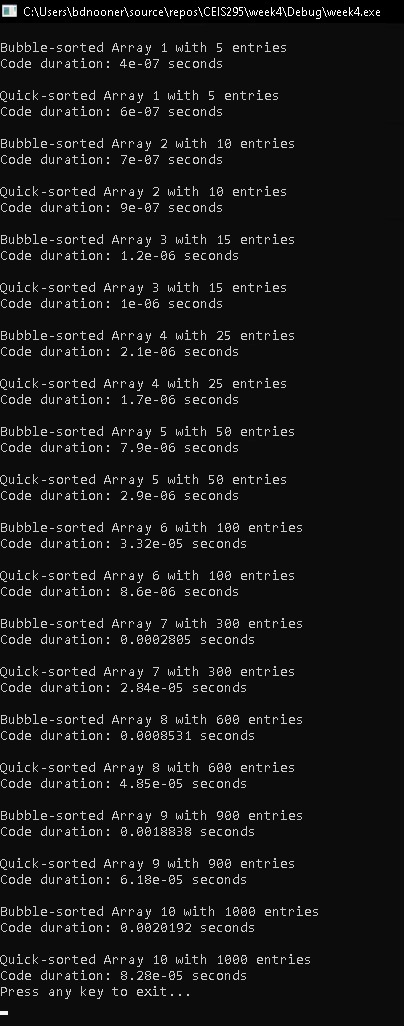 C:\Users\bdnooner\source\repos\CEIS295\week4\Debug\week4.exe
Bubble-sorted Array 1 with 5 entries
Code duration: 4e-07 seconds
Quick-sorted Array 1 with 5 entries
Code duration: 6e-07 seconds
Bubble-sorted Array 2 with 10 entries
Code duration: 7e-07 seconds
Quick-sorted Array 2 with 10 entries
Code duration: 9e-07 seconds
Bubble-sorted Array 3 with 15 entries
Code duration: 1.2e-06 seconds
Quick-sorted Array 3 with 15 entries
Code duration: 1e-06 seconds
Bubble-sorted Array 4 with 25 entries
Code duration: 2.1e-06 seconds
Quick-sorted Array 4 with 25 entries
Code duration: 1.7e-06 seconds
Bubble-sorted Array 5 with 50 entries
Code duration: 7.9e-06 seconds
Quick-sorted Array 5 with 50 entries
Code duration: 2.9e-06 seconds
Bubble-sorted Array 6 with 100 entries
Code duration: 3.32e-05 seconds
Quick-sorted Array 6 with 100 entries
Code duration: 8.6e-06 seconds
Bubble-sorted Array 7 with 300 entries
Code duration: 0.0002805 seconds
Quick-sorted Array 7 with 300 entries
Code duration: 2.84e-05 seconds
Bubble-sorted Array 8 with 600 entries
Code duration: 0.0008531 seconds
Quick-sorted Array 8 with 600 entries
Code duration: 4.85e-05 seconds
Bubble-sorted Array 9 with 900 entries
Code duration: 0.0018838 seconds
Quick-sorted Array 9 with 900 entries
Code duration: 6.18e-05 seconds
Bubble-sorted Array 10 with 1000 entries
Code duration: 0.0020192 seconds
Quick-sorted Array 10 with 1000 entries
Code duration: 8.28e-05 seconds
Press any key to exit...